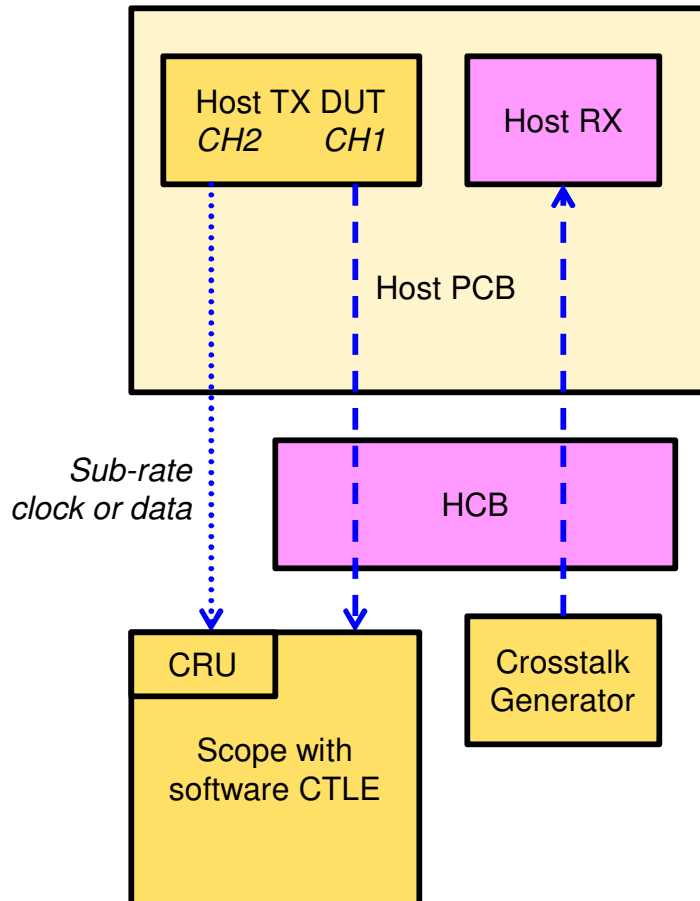 Host TX DUT
CH2 CH1
Host RX
Host PCB
Sub-rate
clock or data
HCB
CRU
Scope with
software CTLE
Crosstalk
Generator